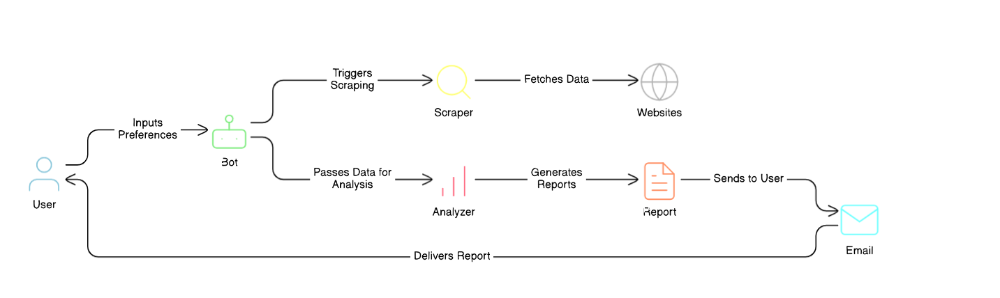 Triggers
Scraping
Fetches Data
Scraper
Websites
Inputs
Preferences
Bot
Passes Data for
Analysis
Generates
Reports
Sends to User
User
Analyzer
Report
Email
Delivers Report